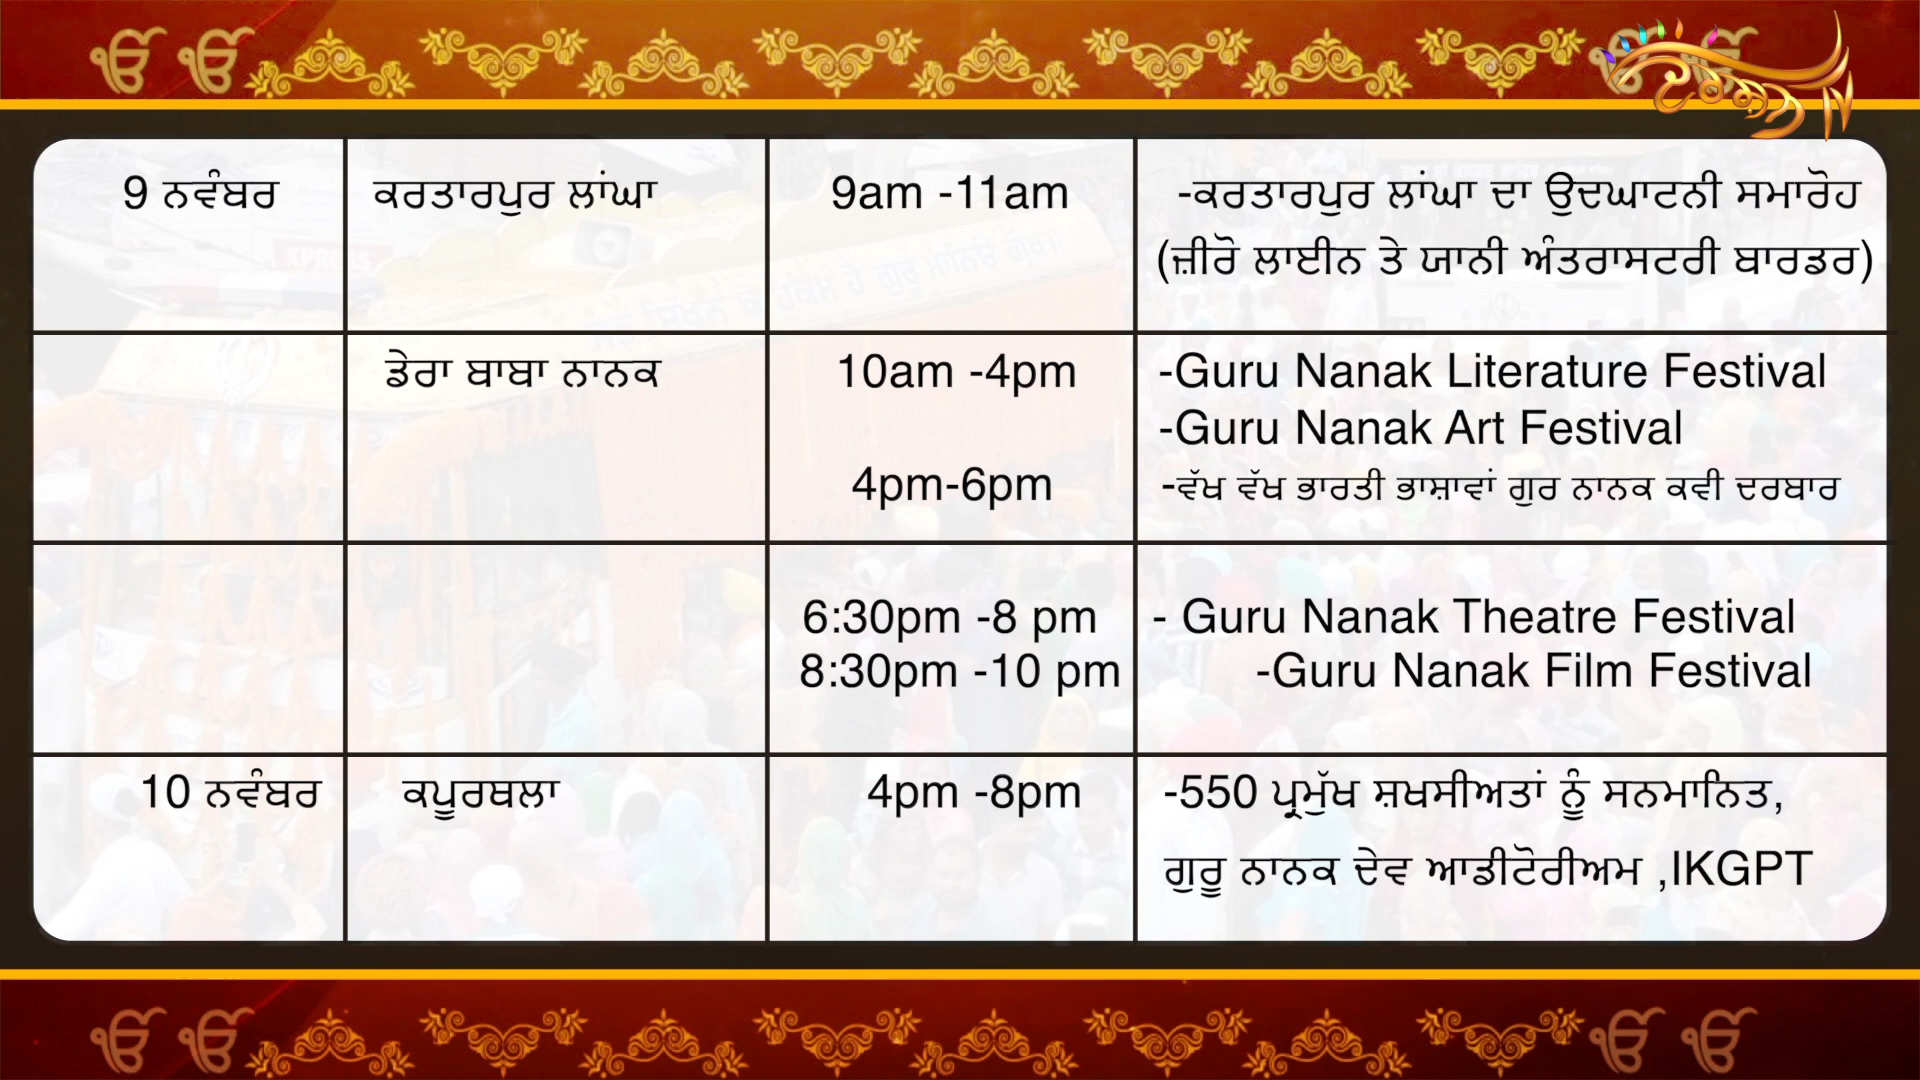 9 ਨਵੰਬਰ ਕਰਤਾਰਪੁਰ ਲਾਂਘਾ 9am -11am -ਕਰਤਾਰਪੁਰ ਲਾਂਘਾ ਦਾ ਉਦਘਾਟਨੀ ਸਮਾਰੋਹ
(ਜ਼ੀਰੋ ਲਾਈਨ ਤੇ ਯਾਨੀ ਅੰਤਰਾਸਟਰੀ ਬਾਰਡਰ)
ਡੇਰਾ ਬਾਬਾ ਨਾਨਕ 10am -4pm -Guru Nanak Literature Festival
-Guru Nanak Art Festival
4pm-6pm -ਵੱਖ ਵੱਖ ਭਾਰਤੀ ਭਾਸ਼ਾਵਾਂ ਗੁਰ ਨਾਨਕ ਕਵੀ ਦਰਬਾਰ
6:30pm -8 pm - Guru Nanak Theatre Festival
8:30pm -10 pm -Guru Nanak Film Festival
10 ਨਵੰਬਰ ਕਪੂਰਥਲਾ 4pm -8pm -550 ਪ੍ਰਮੁੱਖ ਸ਼ਖਸੀਅਤਾਂ ਨੂੰ ਸਨਮਾਨਿਤ,
ਗੁਰੂ ਨਾਨਕ ਦੇਵ ਆਡੀਟੋਰੀਅਮ ,IKGPT